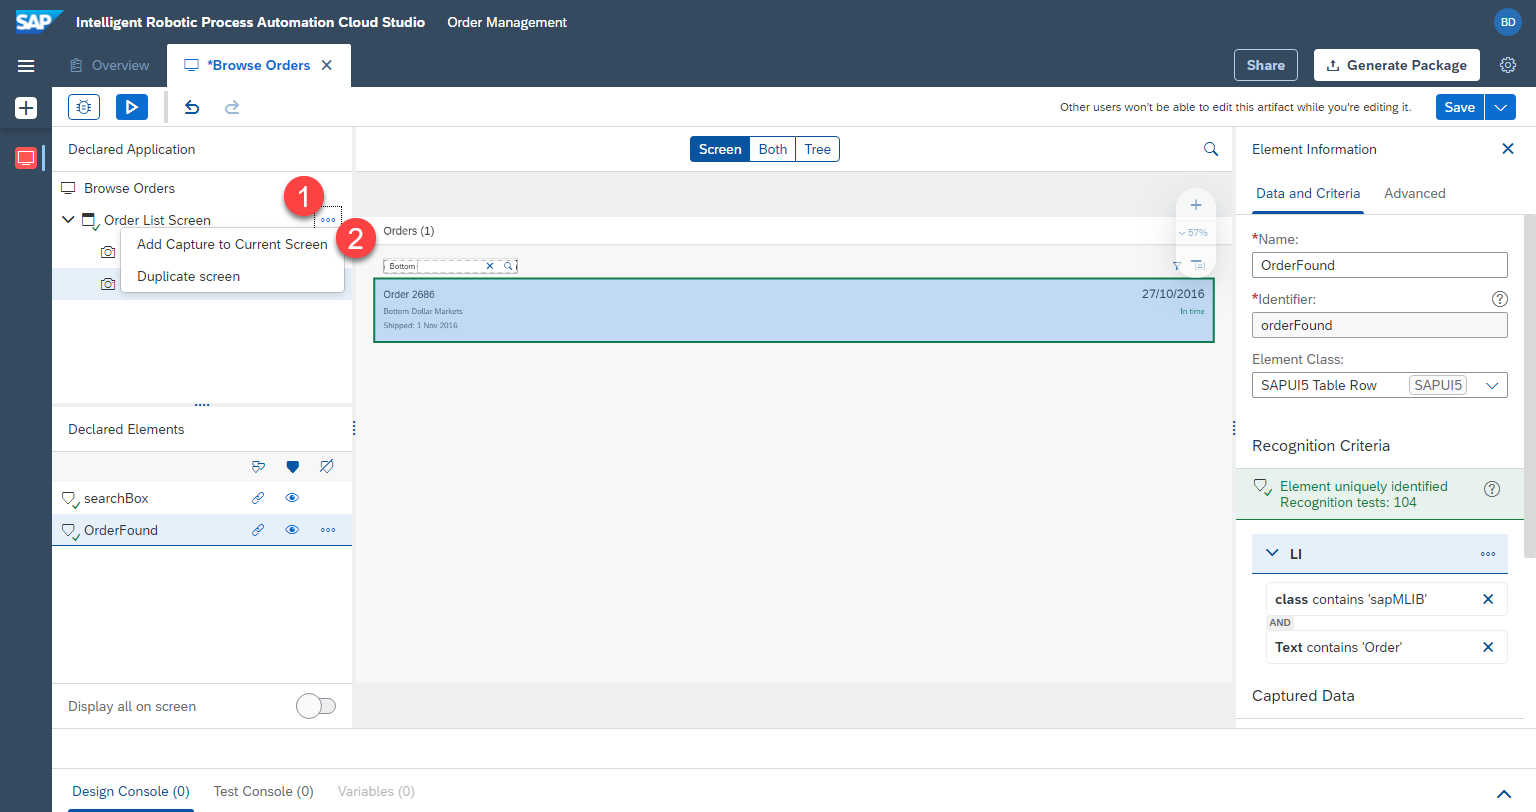 SAP Intelligent Robotic Process Automation Cloud Studio Order Management BD
Overview *Browse Orders Share Generate Package
Other users won't be able to edit this artifact while you're editing it. Save
Declared Application
Browse Orders
1
Order List Screen
Add Capture to Current Screen 2
Duplicate screen
Declared Elements
searchBox
OrderFound
Display all on screen
Screen Both Tree
57%
Orders (1)
Bottom
Order 2686 27/10/2016
Bottom-Dollar Markets In time
Shipped: 1 Nov 2016
Element Information
Data and Criteria Advanced
*Name:
OrderFound
*Identifier:
orderFound
Element Class:
SAPUI5 Table Row SAPUI5
Recognition Criteria
Element uniquely identified
Recognition tests: 104
LI
class contains 'sapMLIB'
AND
Text contains 'Order'
Captured Data
Design Console (0) Test Console (0) Variables (0)